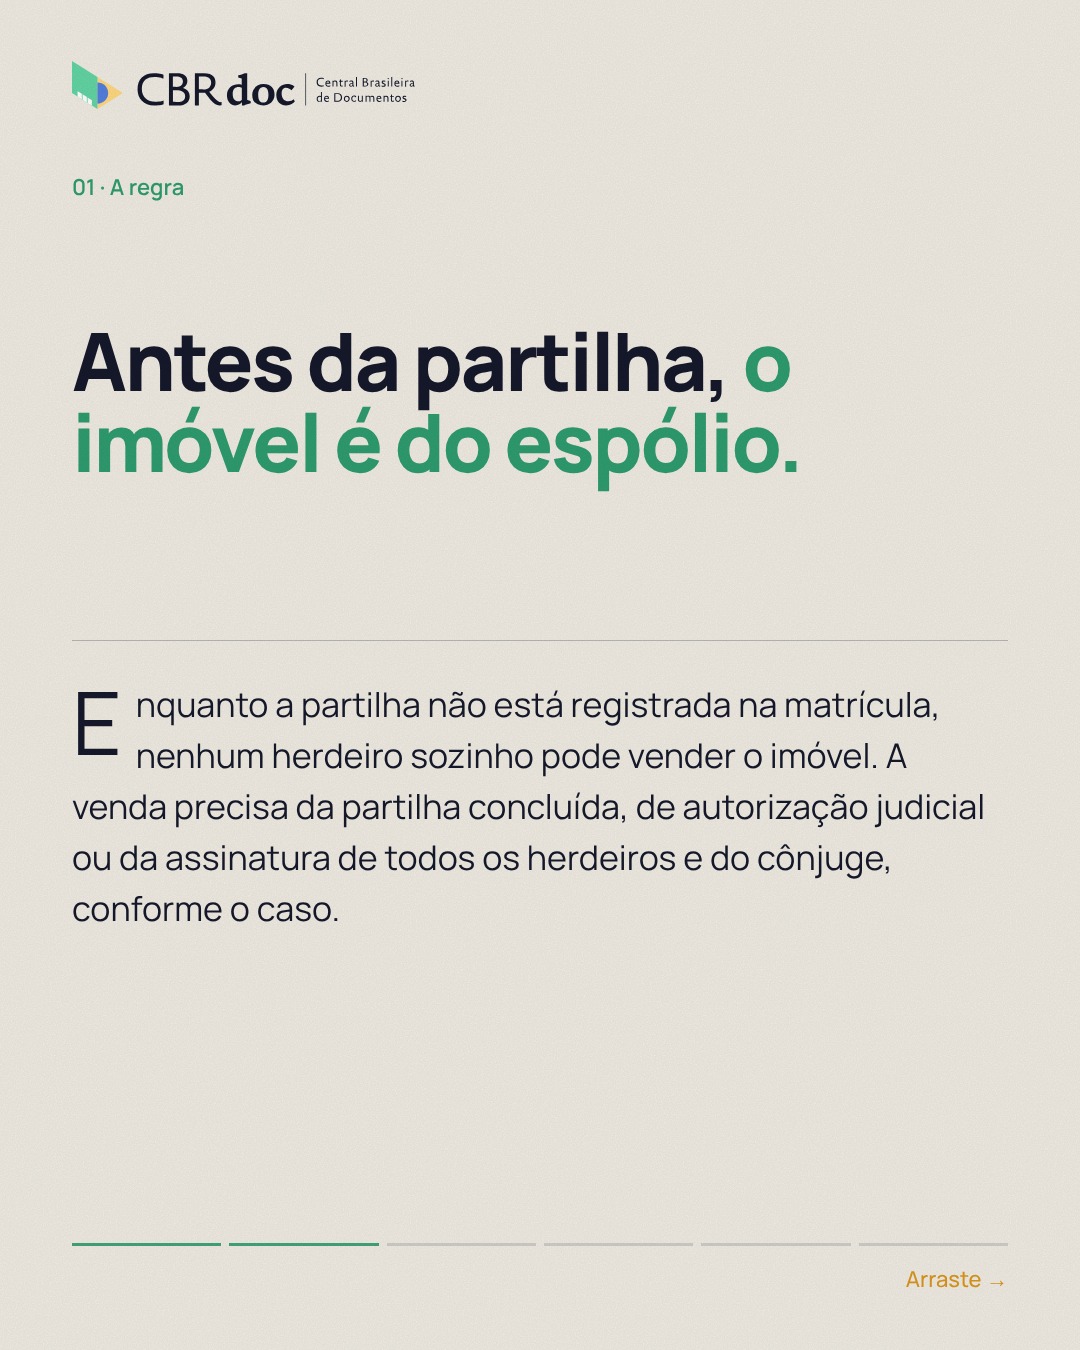 CBRdoc
Central Brasileira
de Documentos
01 · A regra
Antes da partilha, o
imóvel é do espólio.
Enquanto a partilha não está registrada na matrícula,
nenhum herdeiro sozinho pode vender o imóvel. A
venda precisa da partilha concluída, de autorização judicial
ou da assinatura de todos os herdeiros e do cônjuge,
conforme o caso.
Arraste →